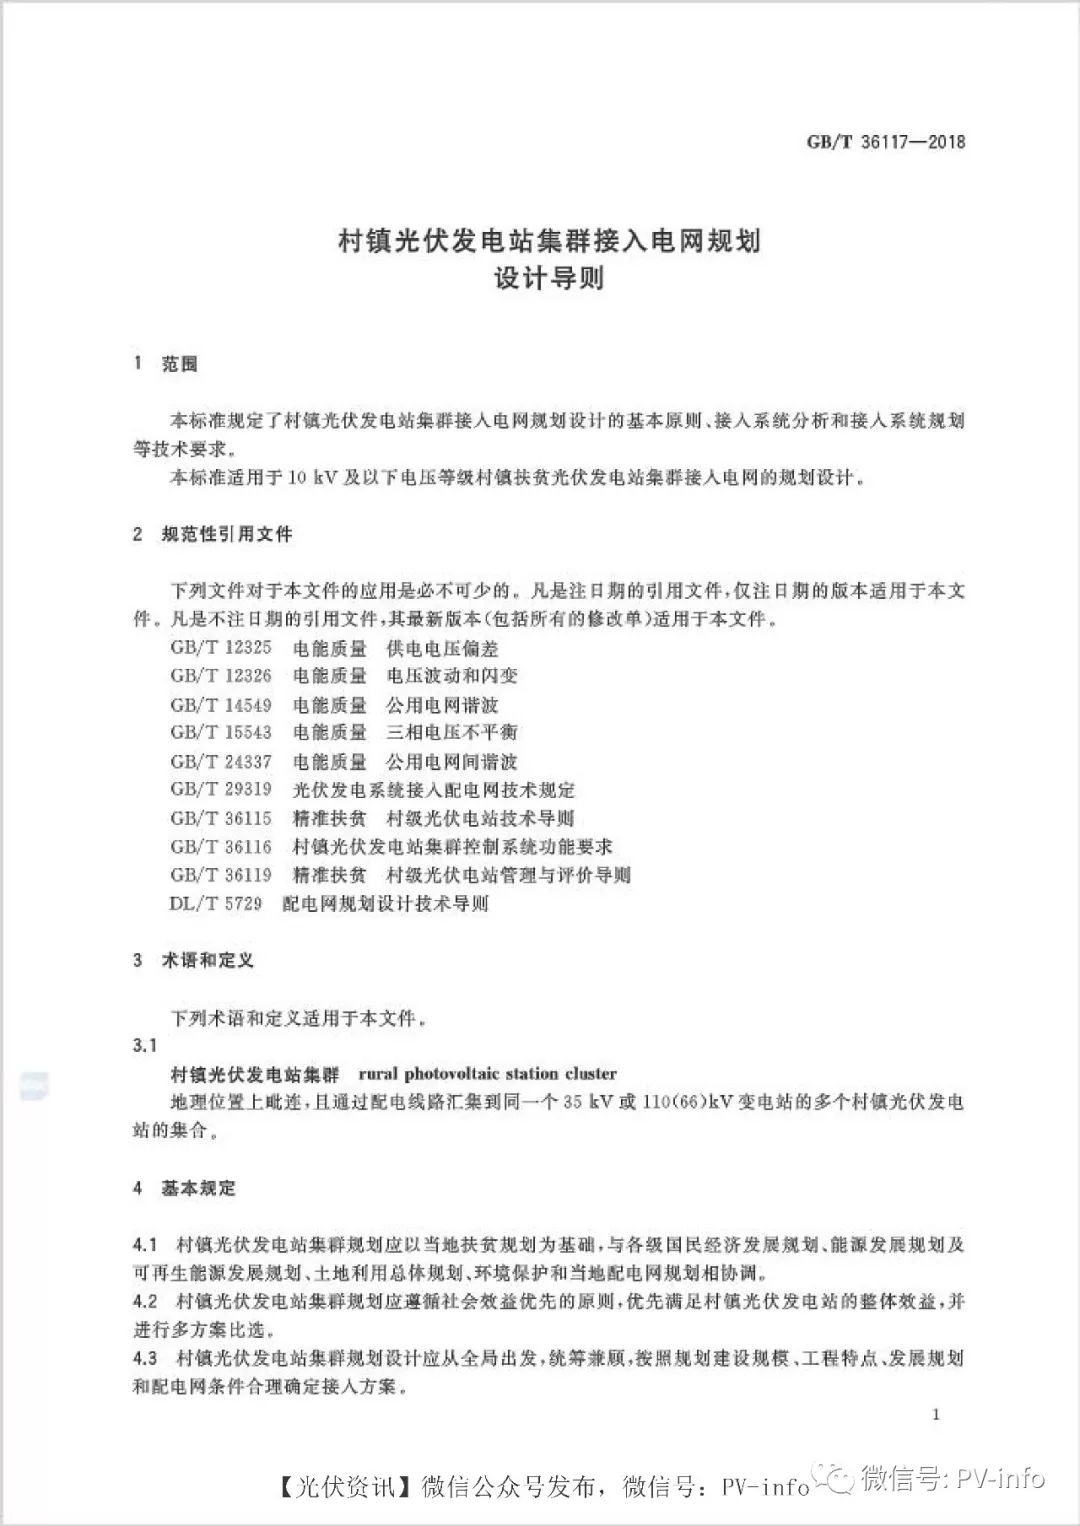 GB/T 36117—2018
村镇光伏发电站集群接入电网规划
设计导则
1 范围
本标准规定了村镇光伏发电站集群接入电网规划设计的基本原则、接入系统分析和接入系统规划
等技术要求。
本标准适用于10 kV及以下电压等级村镇扶贫光伏发电站集群接入电网的规划设计。
2 规范性引用文件
下列文件对于本文件的应用是必不可少的。凡是注日期的引用文件,仅注日期的版本适用于本文
件。凡是不注日期的引用文件,其最新版本(包括所有的修改单)适用于本文件。
GB/T 12325 电能质量 供电电压偏差
GB/T 12326 电能质量 电压波动和闪变
GB/T 14549 电能质量 公用电网谐波
GB/T 15543 电能质量 三相电压不平衡
GB/T 24337 电能质量 公用电网间谐波
GB/T 29319 光伏发电系统接入配电网技术规定
GB/T 36115 精准扶贫 村级光伏电站技术导则
GB/T 36116 村镇光伏发电站集群控制系统功能要求
GB/T 36119 精准扶贫 村级光伏电站管理与评价导则
DL/T 5729 配电网规划设计技术导则
3 术语和定义
下列术语和定义适用于本文件。
3.1
村镇光伏发电站集群 rural photovoltaic station cluster
地理位置上毗连,且通过配电线路汇集到同一个35 kV或110(66)kV变电站的多个村镇光伏发电
站的集合。
4 基本规定
4.1 村镇光伏发电站集群规划应以当地扶贫规划为基础,与各级国民经济发展规划、能源发展规划及
可再生能源发展规划、土地利用总体规划、环境保护和当地配电网规划相协调。
4.2 村镇光伏发电站集群规划应遵循社会效益优先的原则,优先满足村镇光伏发电站的整体效益,并
进行多方案比选。
4.3 村镇光伏发电站集群规划设计应从全局出发,统筹兼顾,按照规划建设规模、工程特点、发展规划
和配电网条件合理确定接入方案。
1
【光伏资讯】微信公众号发布，微信号：PV-info
微信号: PV-info